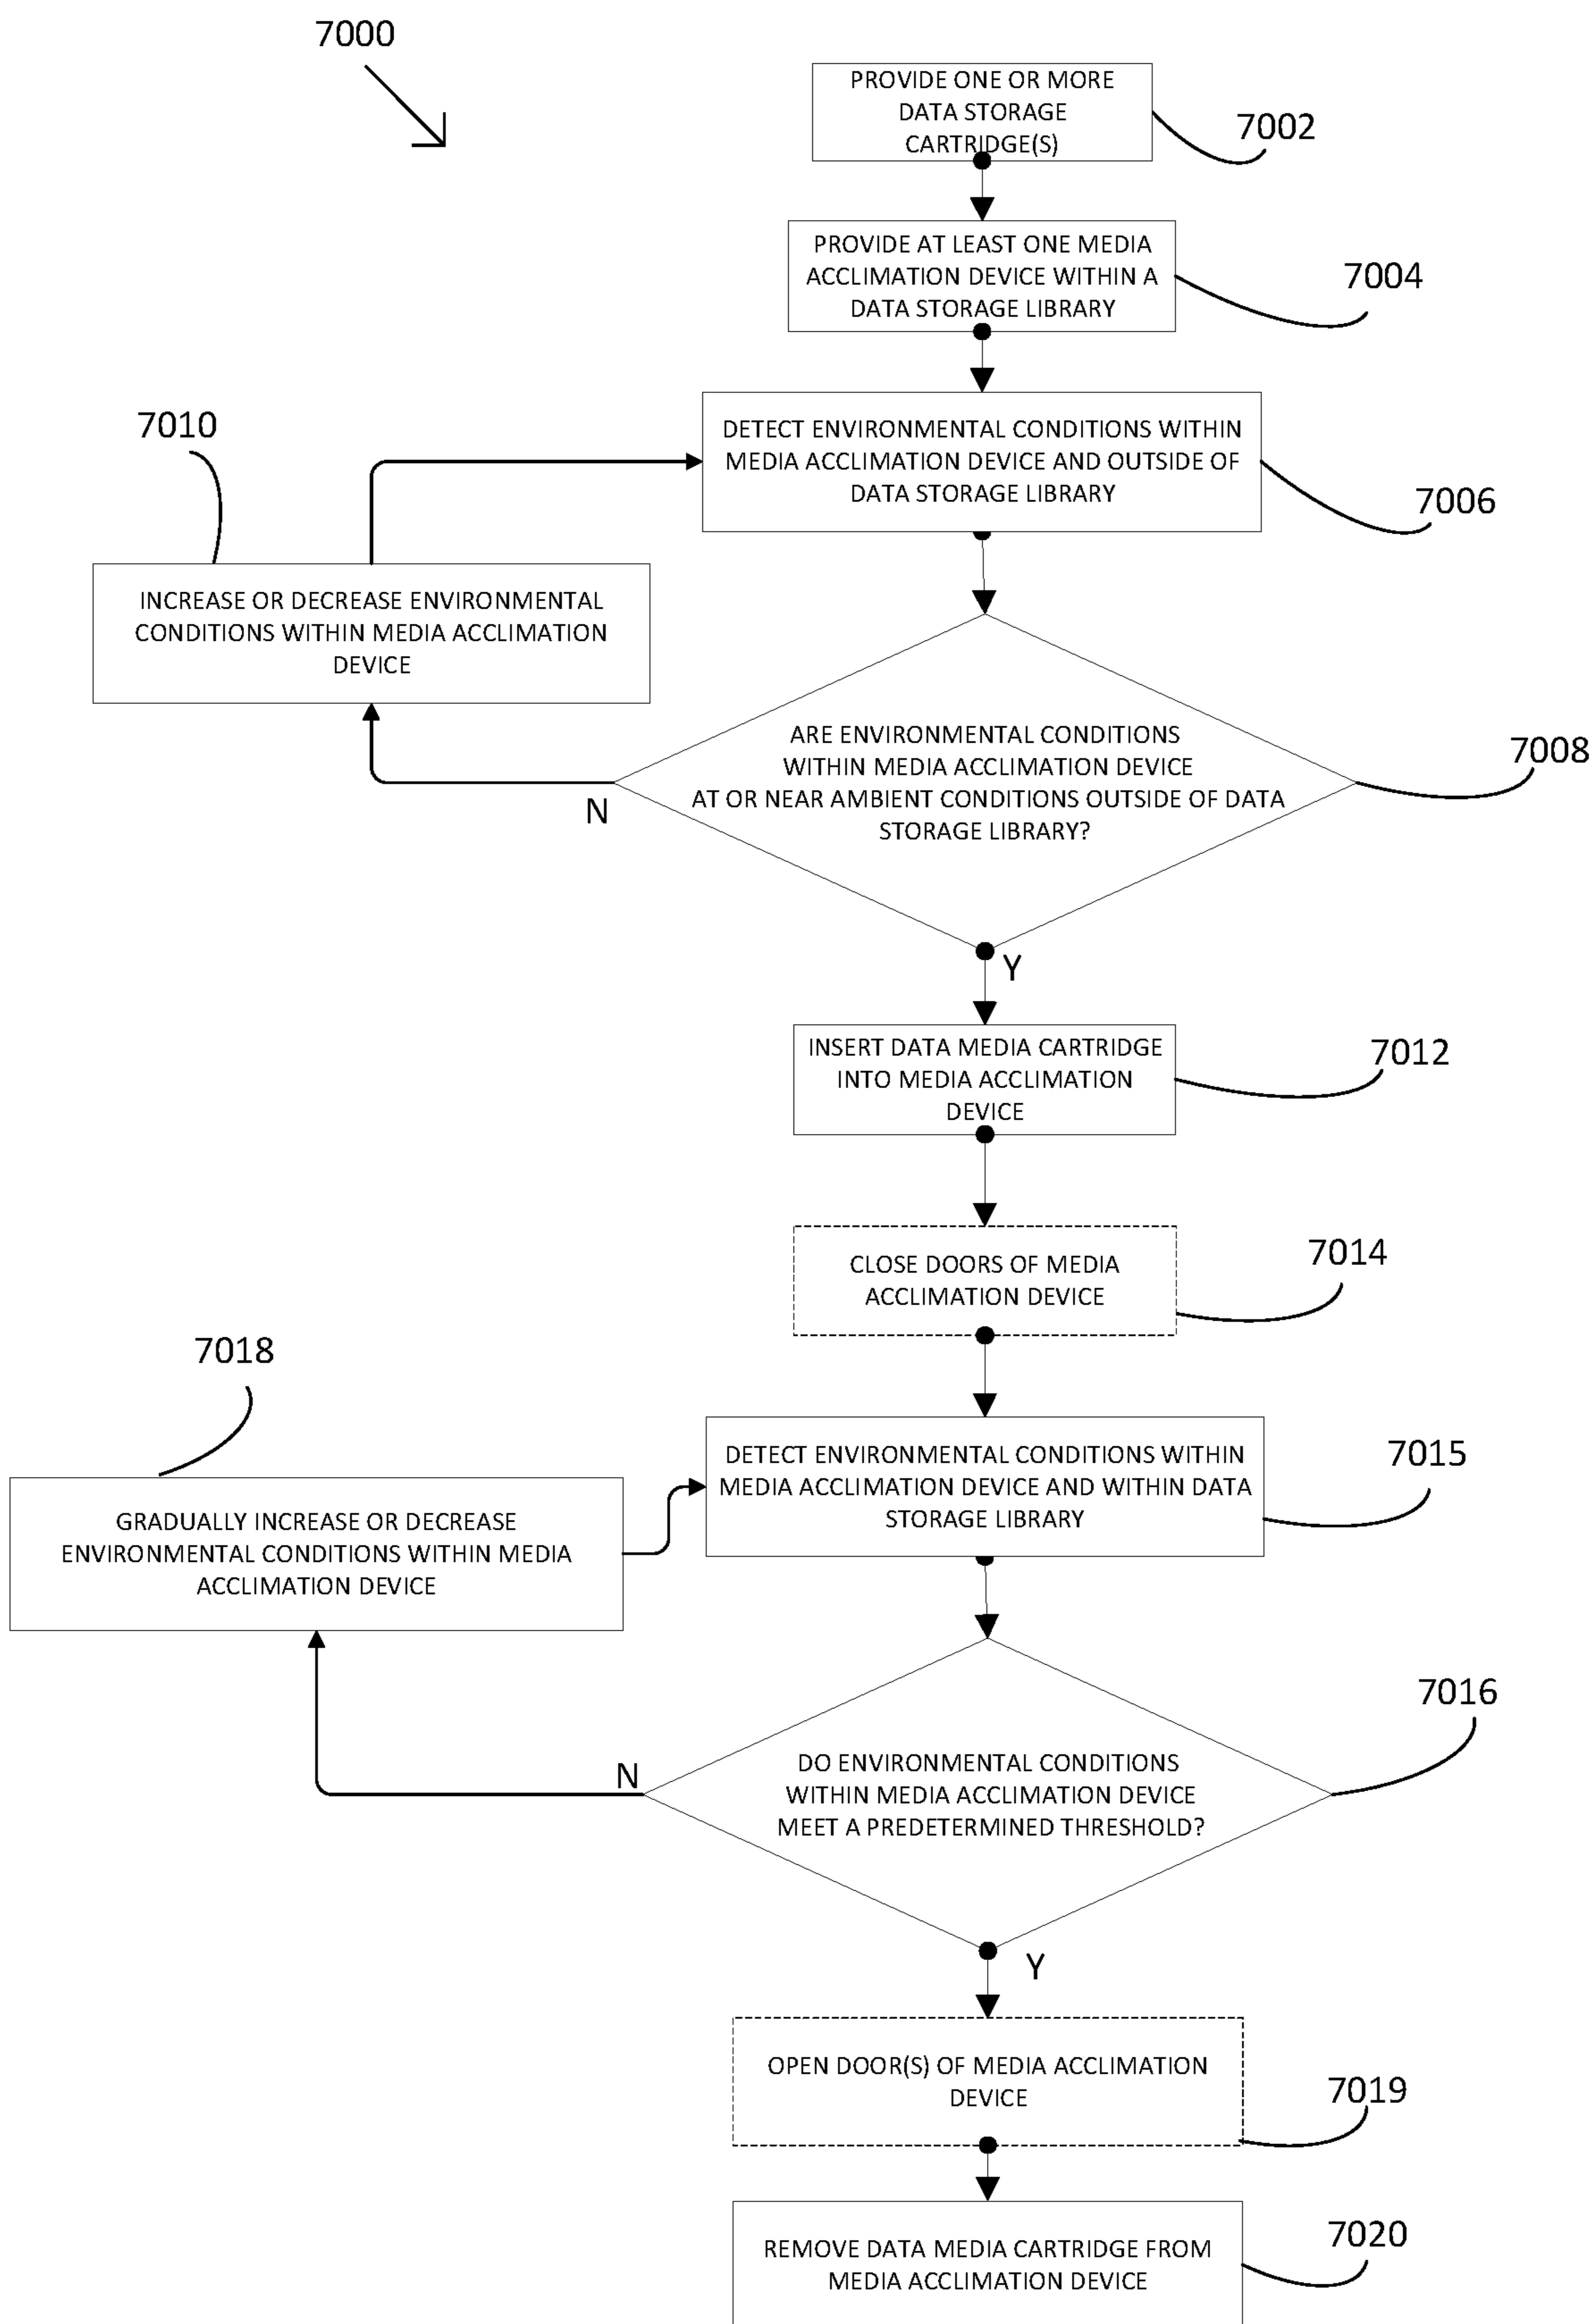 7000
PROVIDE ONE OR MORE
DATA STORAGE
CARTRIDGE(S)
7002
PROVIDE AT LEAST ONE MEDIA
ACCLIMATION DEVICE WITHIN A
DATA STORAGE LIBRARY
7004
DETECT ENVIRONMENTAL CONDITIONS WITHIN
MEDIA ACCLIMATION DEVICE AND OUTSIDE OF
DATA STORAGE LIBRARY
7006
7010
INCREASE OR DECREASE ENVIRONMENTAL
CONDITIONS WITHIN MEDIA ACCLIMATION
DEVICE
ARE ENVIRONMENTAL CONDITIONS
WITHIN MEDIA ACCLIMATION DEVICE
AT OR NEAR AMBIENT CONDITIONS OUTSIDE OF DATA
STORAGE LIBRARY?
7008
N
Y
INSERT DATA MEDIA CARTRIDGE
INTO MEDIA ACCLIMATION
DEVICE
7012
CLOSE DOORS OF MEDIA
ACCLIMATION DEVICE
7014
DETECT ENVIRONMENTAL CONDITIONS WITHIN
MEDIA ACCLIMATION DEVICE AND WITHIN DATA
STORAGE LIBRARY
7015
7018
GRADUALLY INCREASE OR DECREASE
ENVIRONMENTAL CONDITIONS WITHIN MEDIA
ACCLIMATION DEVICE
DO ENVIRONMENTAL CONDITIONS
WITHIN MEDIA ACCLIMATION DEVICE
MEET A PREDETERMINED THRESHOLD?
7016
N
Y
OPEN DOOR(S) OF MEDIA ACCLIMATION
DEVICE
7019
REMOVE DATA MEDIA CARTRIDGE FROM
MEDIA ACCLIMATION DEVICE
7020